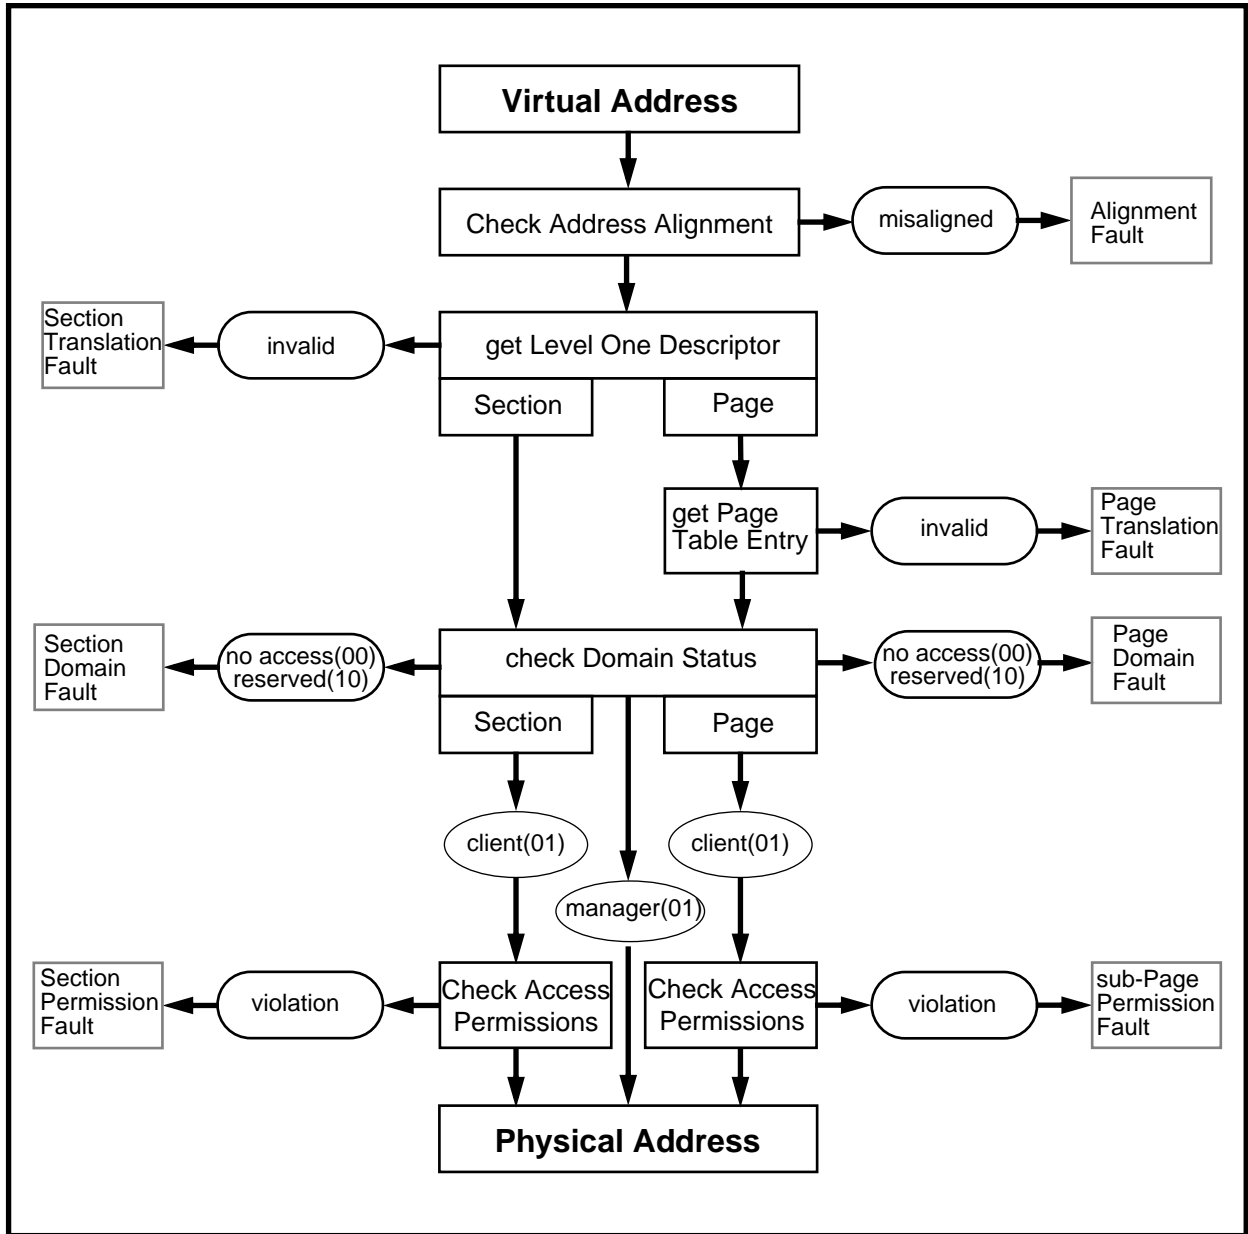 Virtual Address
Check Address Alignment
misaligned
Alignment
Fault
Section
Translation
Fault
invalid
get Level One Descriptor
Section
Page
get Page
Table Entry
invalid
Page
Translation
Fault
Section
Domain
Fault
no access(00)
reserved(10)
check Domain Status
no access(00)
reserved(10)
Page
Domain
Fault
Section
Page
client(01)
client(01)
manager(01)
Section
Permission
Fault
violation
Check Access
Permissions
Check Access
Permissions
violation
sub-Page
Permission
Fault
Physical Address